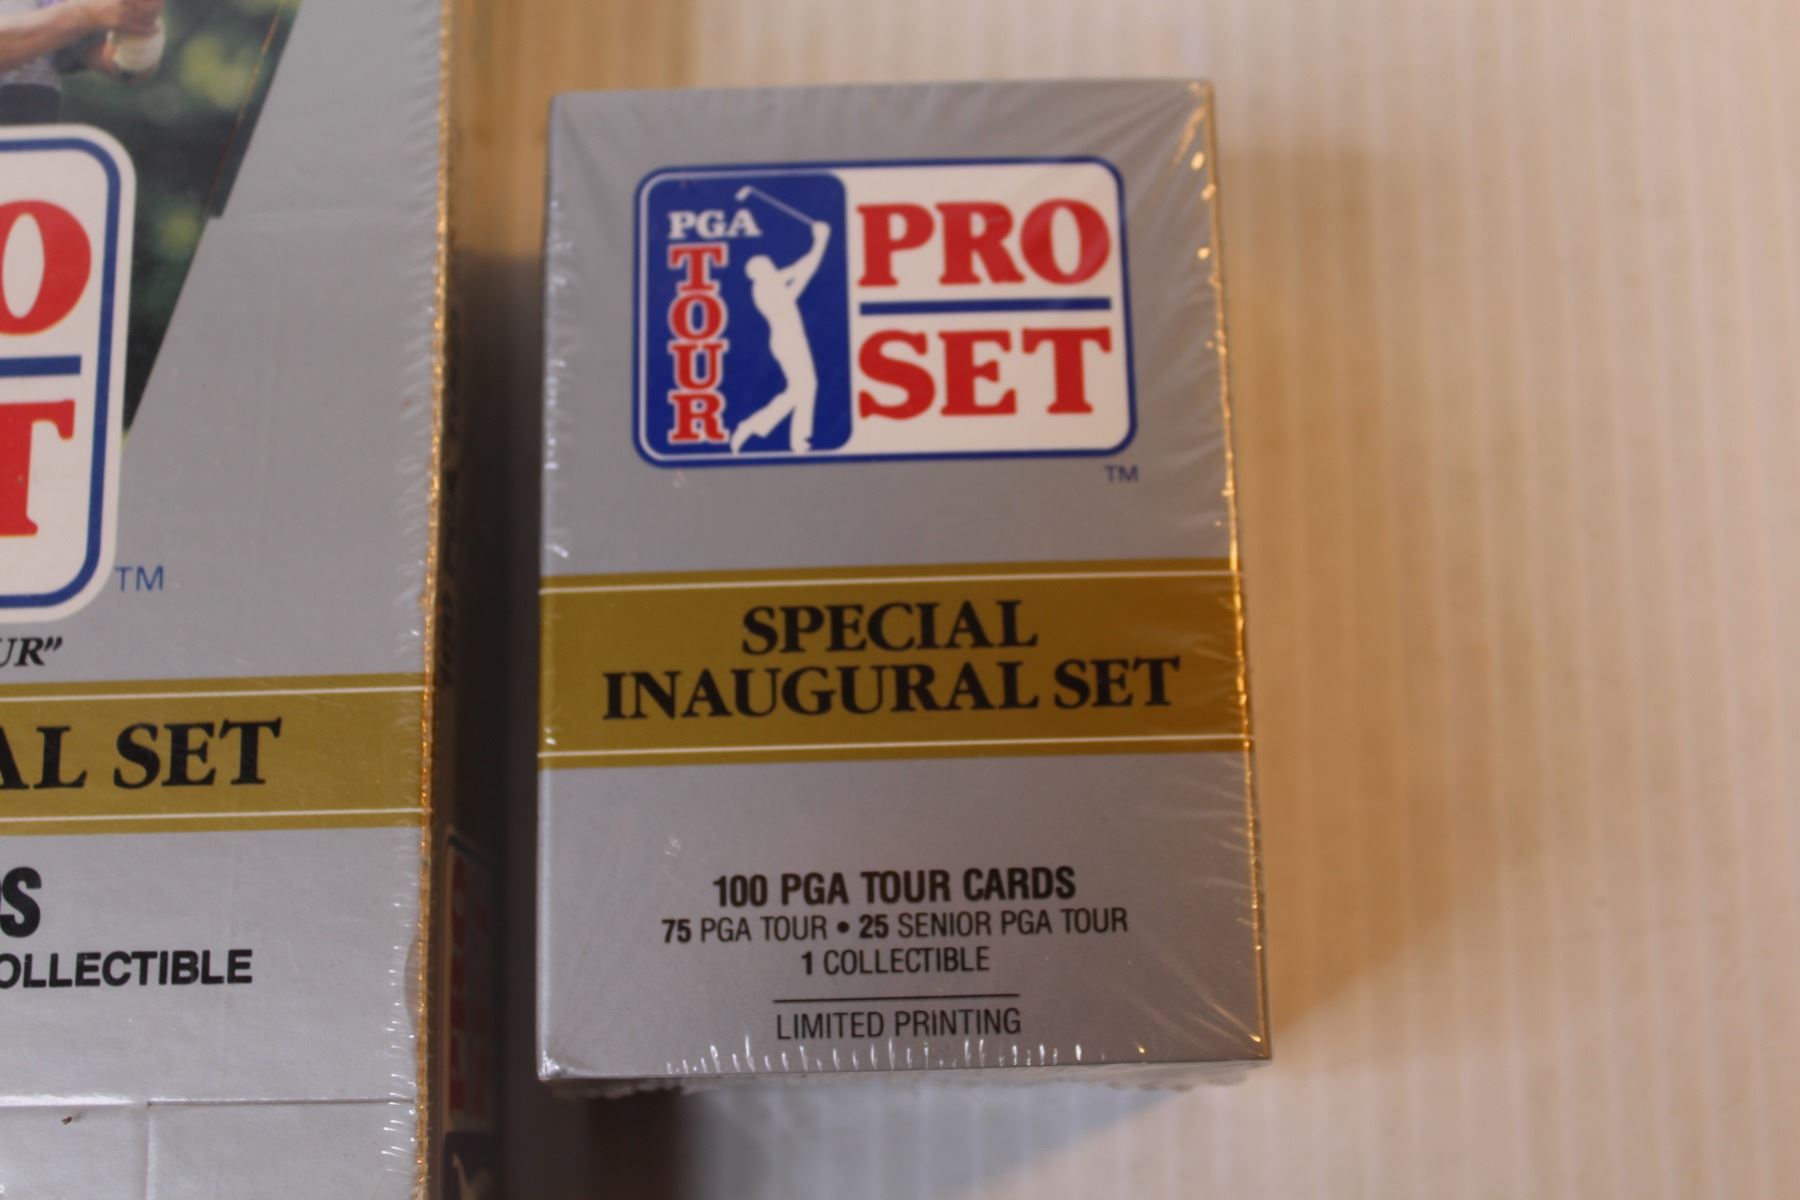 O
T
TM
UR”
AL SET
DS
OLLECTIBLE
PGA
TOUR
PRO
SET
TM
SPECIAL
INAUGURAL SET
100 PGA TOUR CARDS
75 PGA TOUR • 25 SENIOR PGA TOUR
1 COLLECTIBLE
LIMITED PRINTING